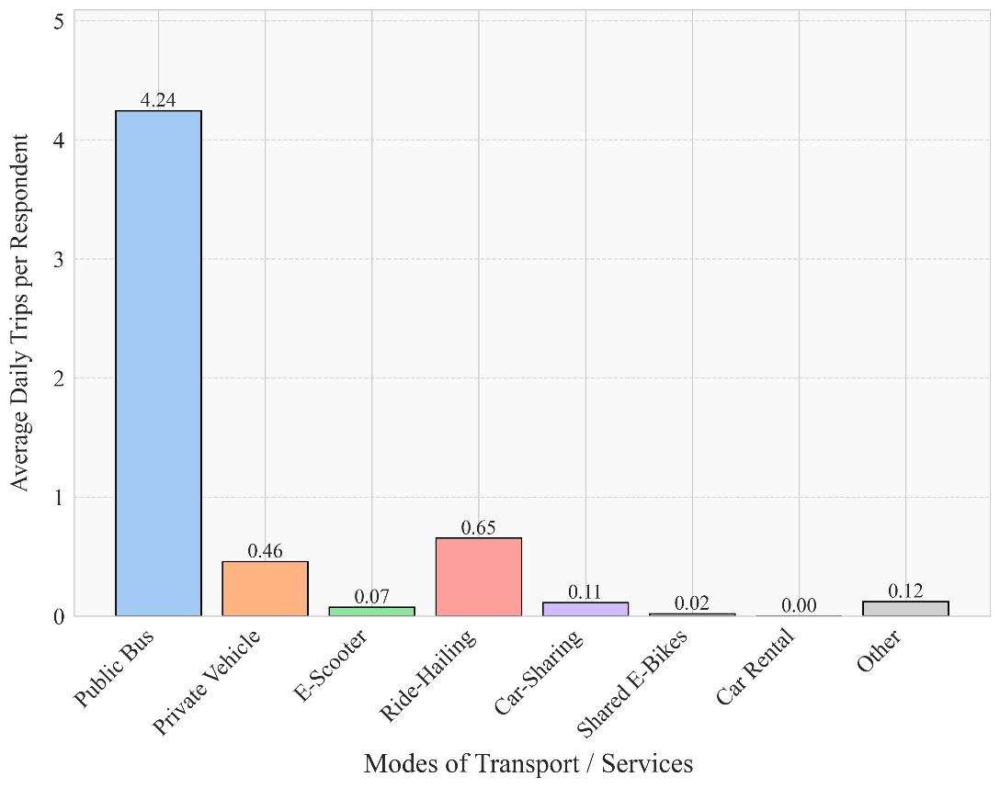 Average Daily Trips per Respondent
5
4
3
2
1
0
4.24
0.46
0.07
0.65
0.11
0.02
0.00
0.12
Public Bus
Private Vehicle
E-Scooter
Ride-Hailing
Car-Sharing
Shared E-Bikes
Car Rental
Other
Modes of Transport / Services